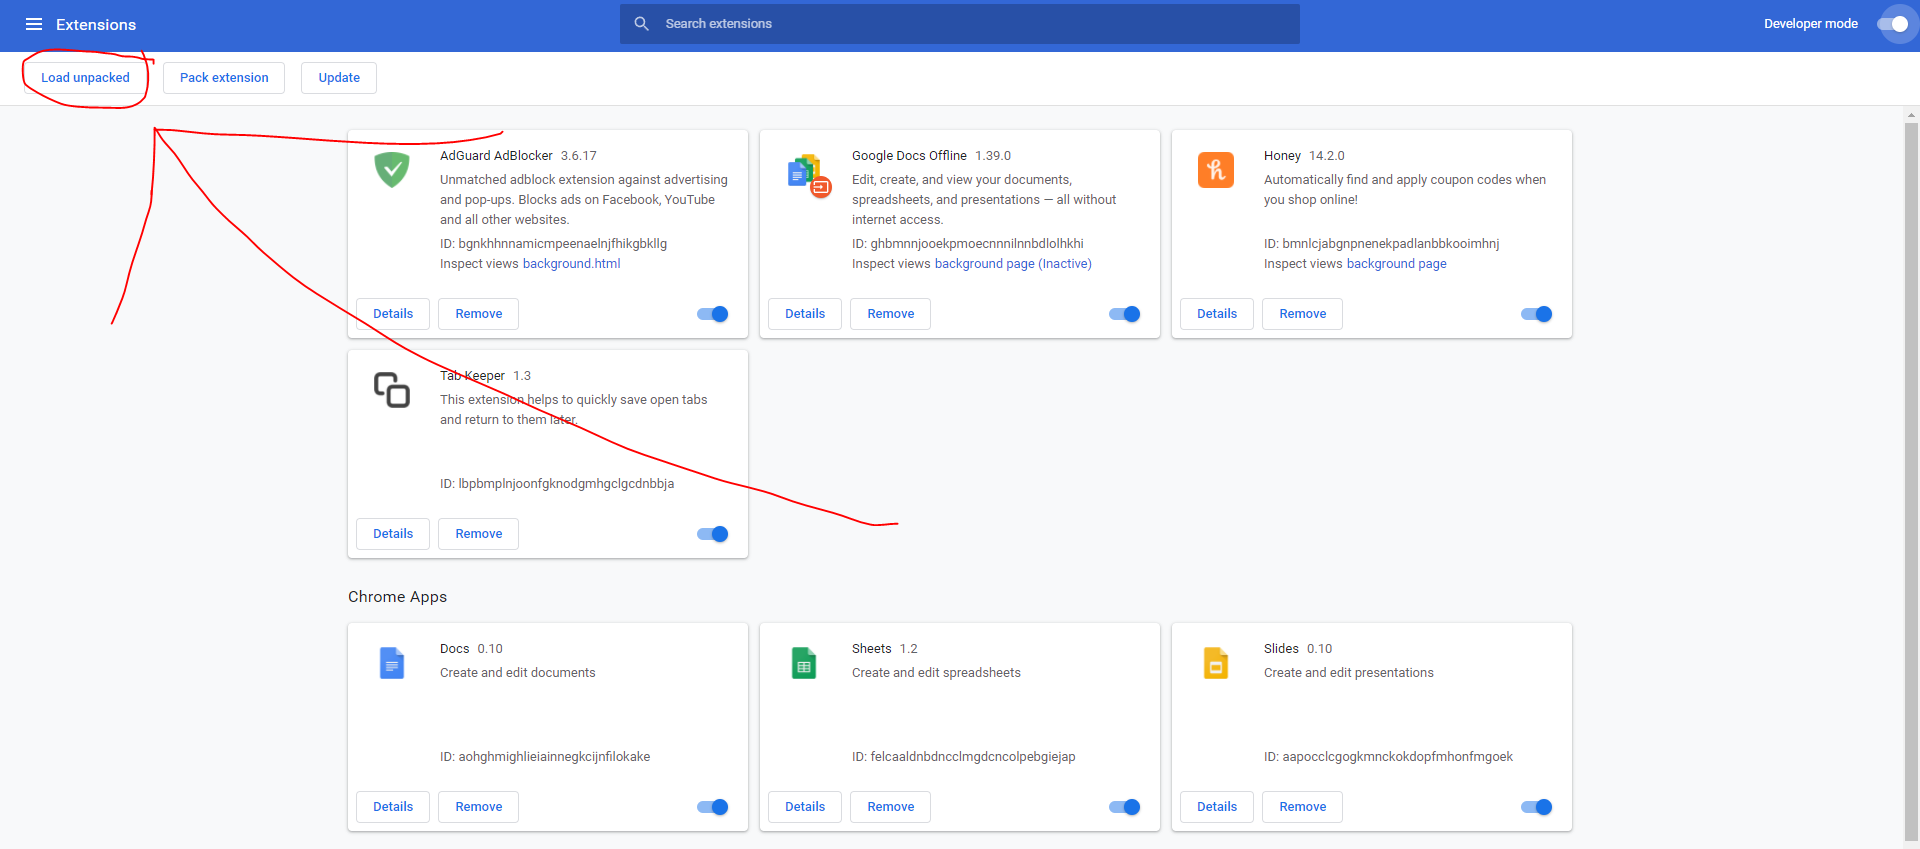 Extensions
Search extensions
Developer mode
Load unpacked
Pack extension
Update
AdGuard AdBlocker 3.6.17
Unmatched adblock extension against advertising
and pop-ups. Blocks ads on Facebook, YouTube
and all other websites.
ID: bgnkhhnnamicmpeenaelnjfhikgbkllg
Inspect views background.html
Details
Remove
Google Docs Offline 1.39.0
Edit, create, and view your documents,
spreadsheets, and presentations — all without
internet access.
ID: ghbmnnjooekpmoecnnnilnnbdlolhkhi
Inspect views background page (Inactive)
Details
Remove
Honey 14.2.0
Automatically find and apply coupon codes when
you shop online!
ID: bmnlcjabgnpnenekpadlanbbkooimhnj
Inspect views background page
Details
Remove
Tab Keeper 1.3
This extension helps to quickly save open tabs
and return to them later.
ID: lbpbmplnjoonfgknodgmhgclgcdnbbja
Details
Remove
Chrome Apps
Docs 0.10
Create and edit documents
ID: aohghmighlieiainnegkcijnfilokake
Details
Remove
Sheets 1.2
Create and edit spreadsheets
ID: felcaaldnbdncclmgdcncolpebgiejap
Details
Remove
Slides 0.10
Create and edit presentations
ID: aapocclcgogkmnckokdopfmhonfmgoek
Details
Remove